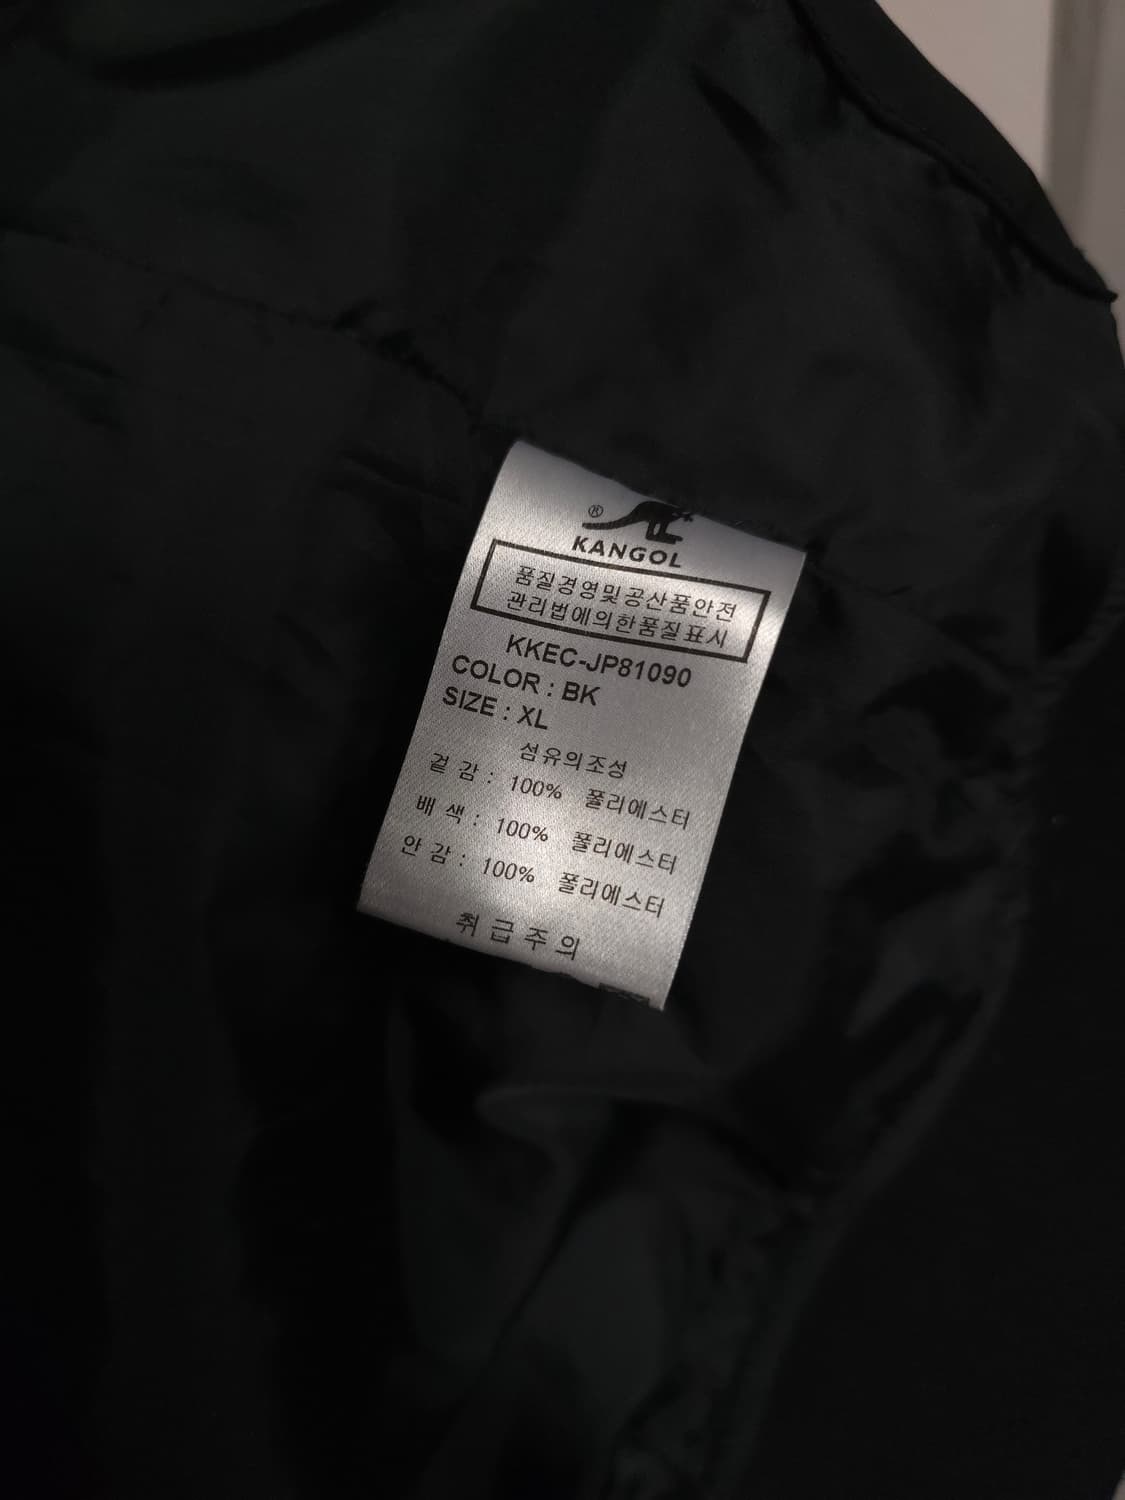 ®
KANGOL
품질경영및공산품안전
관리법에의한품질표시
KKEC-JP81090
COLOR : BK
SIZE : XL
섬유의조성
겉 감 : 100% 폴리에스터
배 색 : 100% 폴리에스터
안 감 : 100% 폴리에스터
취 급 주 의